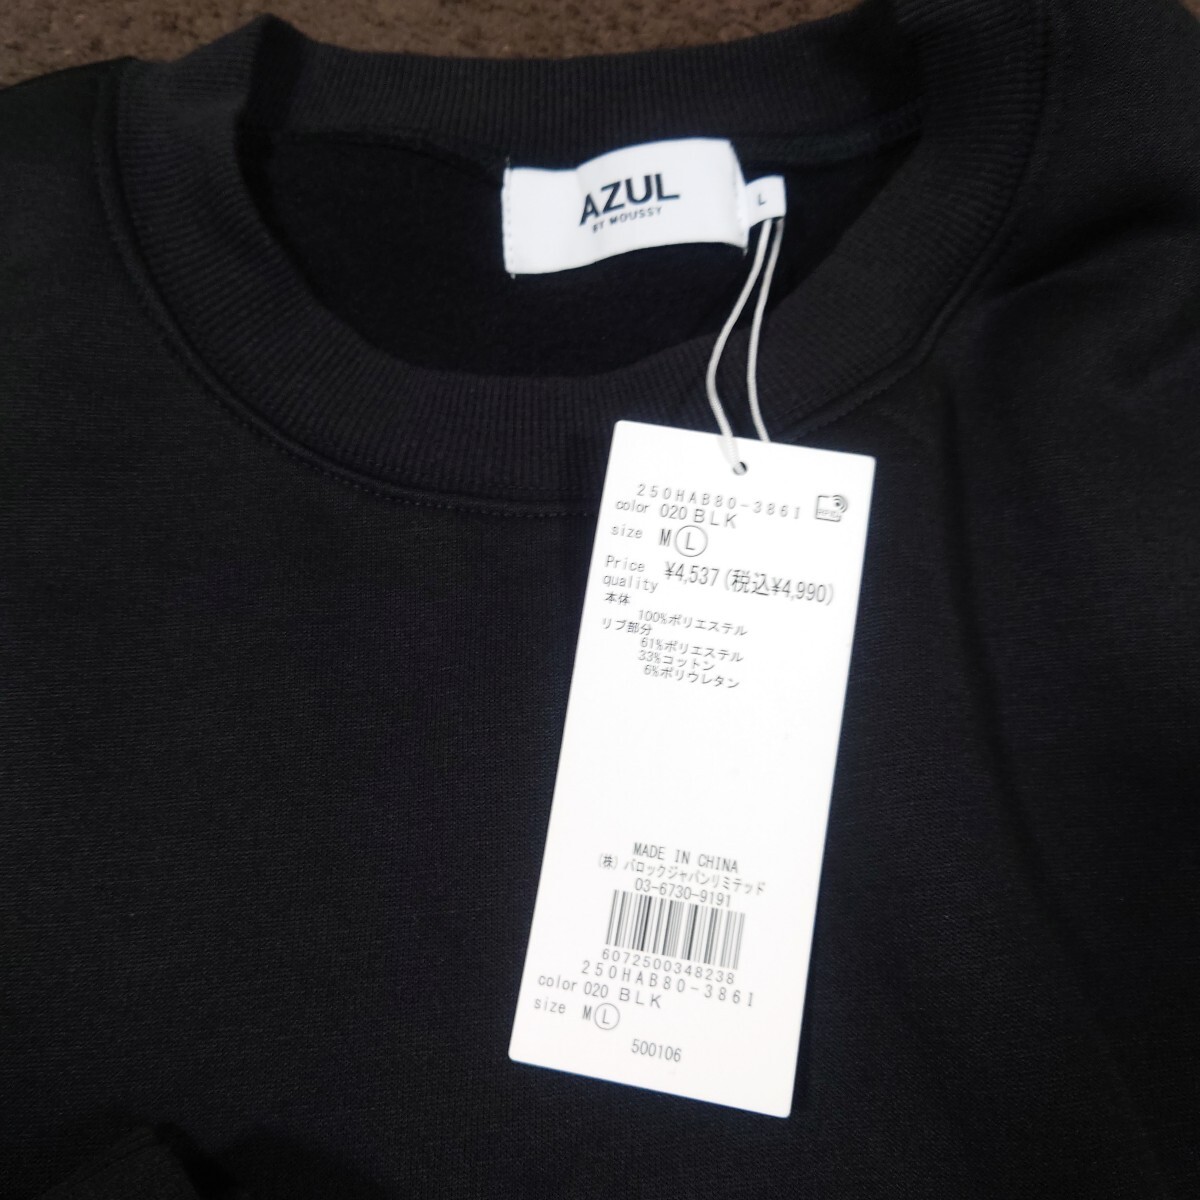 AZUL
BY MOUSSY
L
250HAB80-3861
color 020 BLK
size M L
Price ¥4,537(税込¥4,990)
quality
本体
100%ポリエステル
リブ部分
61%ポリエステル
33%コットン
6%ポリウレタン
MADE IN CHINA
(株)バロックジャパンリミテッド
03-6730-9191
6072500348238
250HAB80-3861
color 020 BLK
size M L
500106